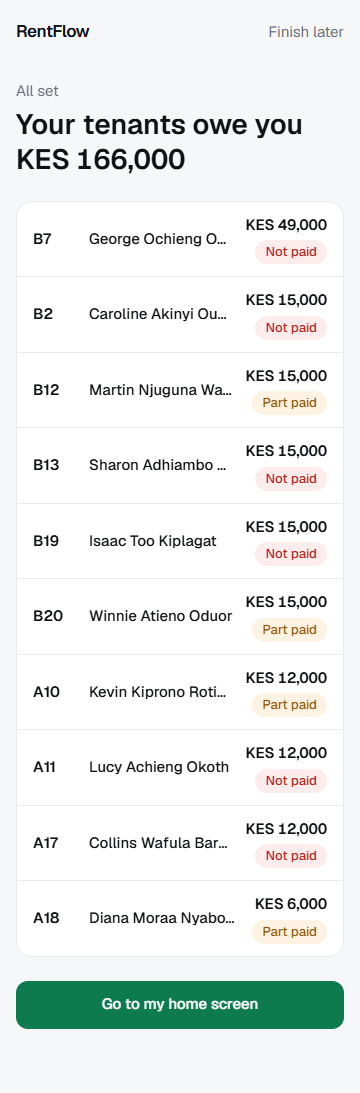 RentFlow
Finish later
All set
Your tenants owe you
KES 166,000
B7 George Ochieng O... KES 49,000
Not paid
B2 Caroline Akinyi Ou... KES 15,000
Not paid
B12 Martin Njuguna Wa... KES 15,000
Part paid
B13 Sharon Adhiambo ... KES 15,000
Not paid
B19 Isaac Too Kiplagat KES 15,000
Not paid
B20 Winnie Atieno Oduor KES 15,000
Part paid
A10 Kevin Kiprono Roti... KES 12,000
Part paid
A11 Lucy Achieng Okoth KES 12,000
Not paid
A17 Collins Wafula Bar... KES 12,000
Not paid
A18 Diana Moraa Nyabo... KES 6,000
Part paid
Go to my home screen